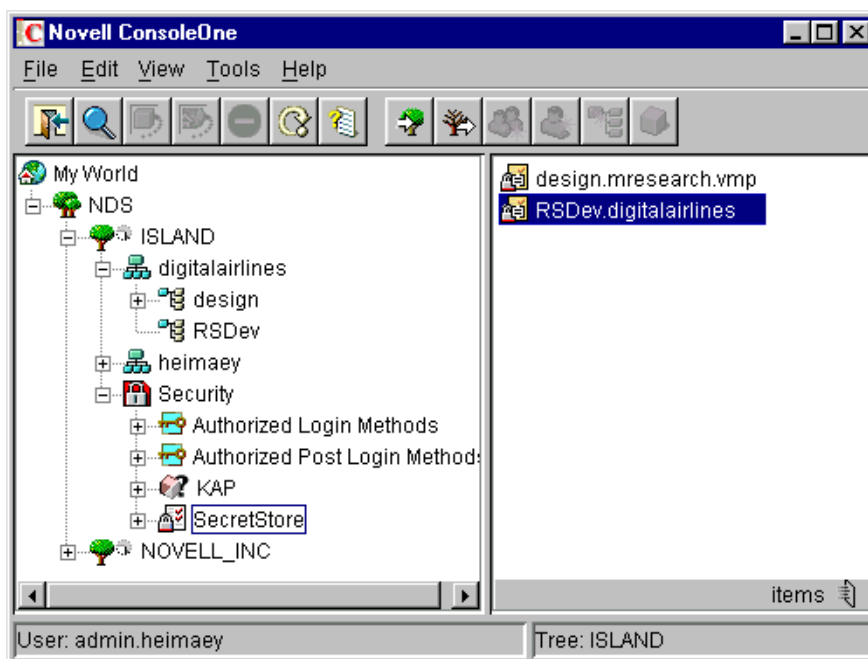 Novell ConsoleOne
File Edit View Tools Help
My World
NDS
ISLAND
digitalairlines
design
RSDev
heimaey
Security
Authorized Login Methods
Authorized Post Login Method
KAP
SecretStore
NOVELL_INC
design.mresearch.vmp
RSDev.digitalairlines
items
User: admin.heimaey
Tree: ISLAND